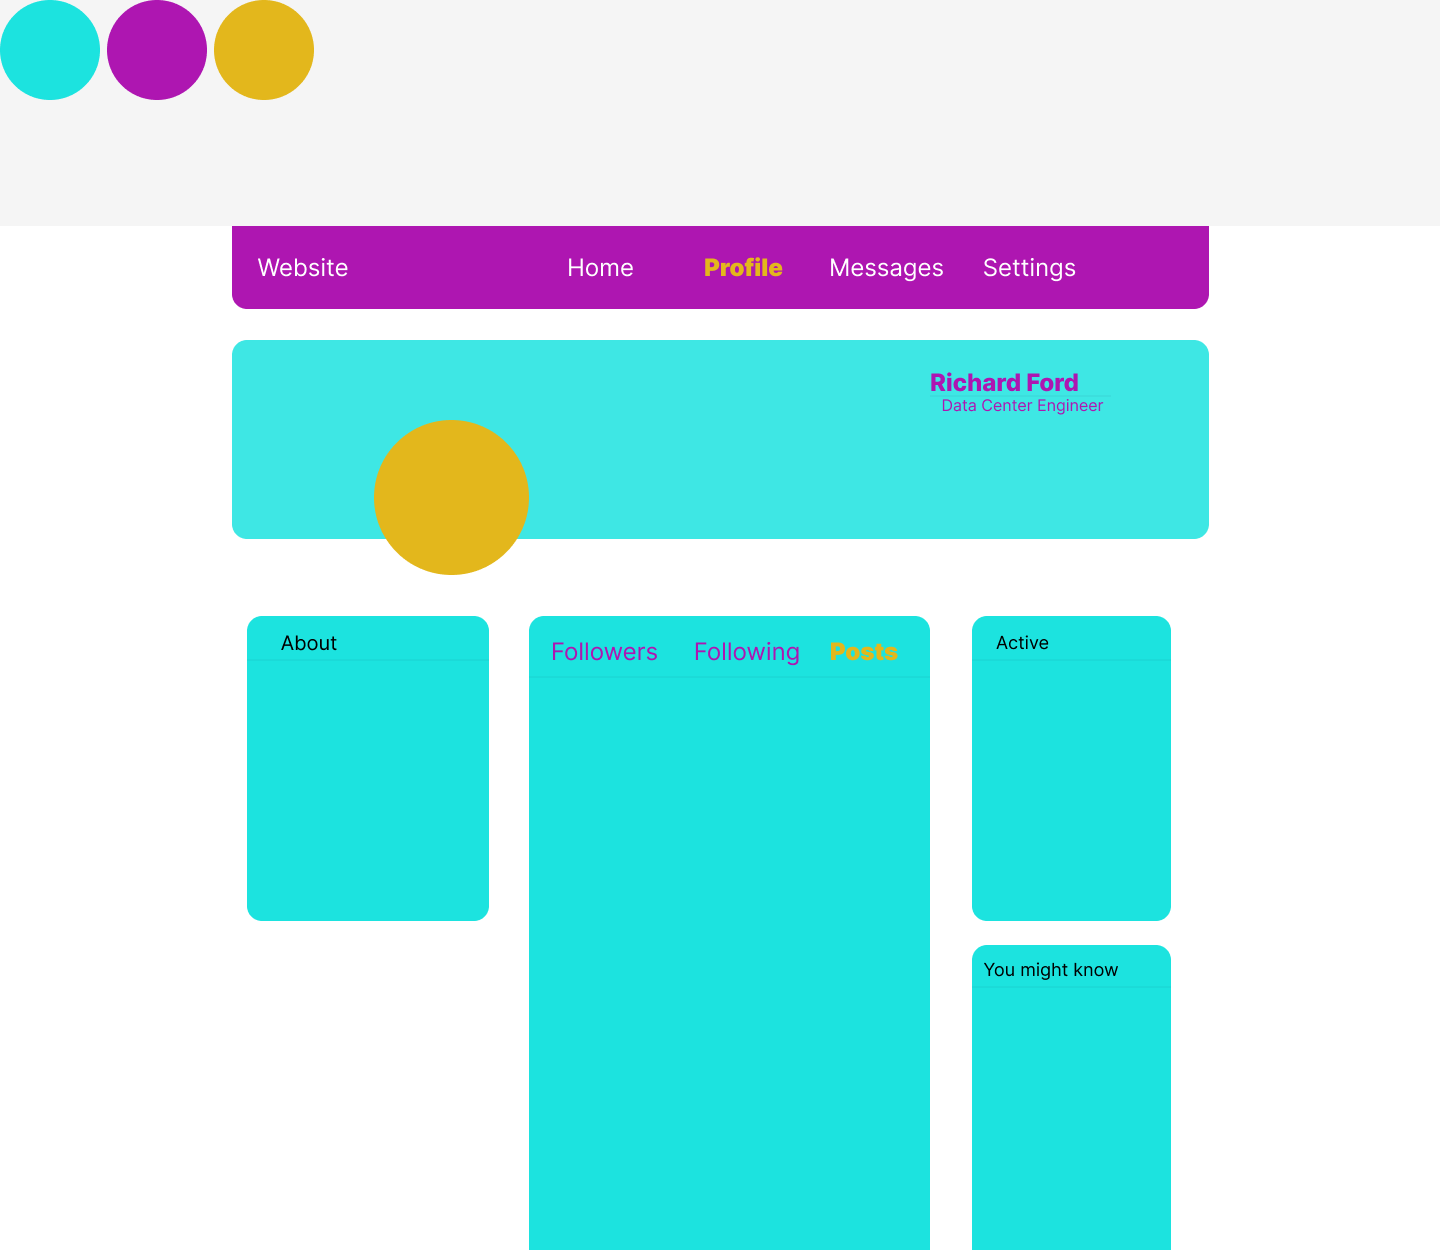 Website Home Profile Messages Settings
Richard Ford
Data Center Engineer
About
Followers Following Posts
Active
You might know